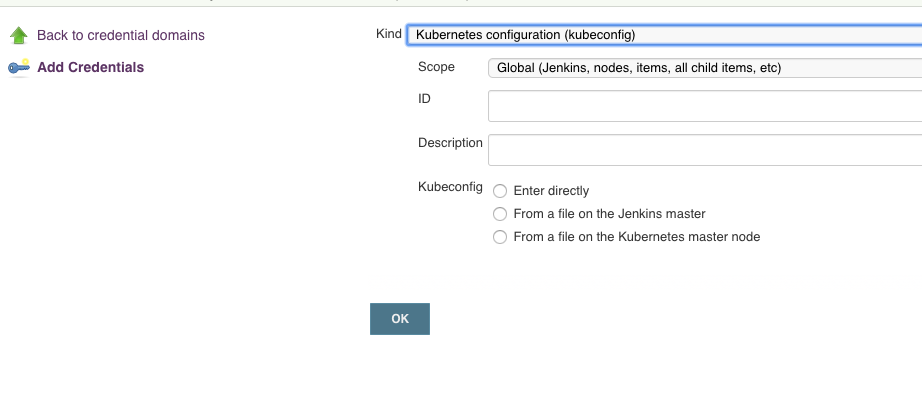 Back to credential domains
Add Credentials
Kind Kubernetes configuration (kubeconfig)
Scope Global (Jenkins, nodes, items, all child items, etc)
ID
Description
Kubeconfig Enter directly
From a file on the Jenkins master
From a file on the Kubernetes master node
OK